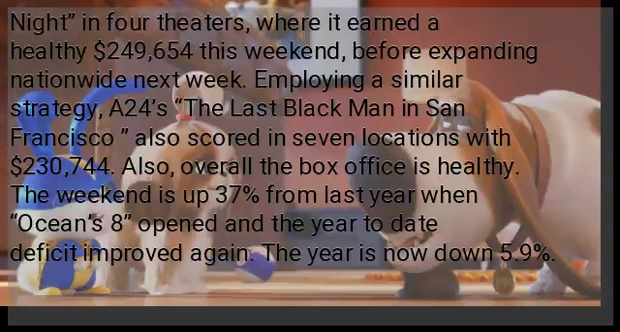 Night” in four theaters, where it earned a
healthy $249,654 this weekend, before expanding
nationwide next week. Employing a similar
strategy, A24’s “The Last Black Man in San
Francisco ” also scored in seven locations with
$230,744. Also, overall the box office is healthy.
The weekend is up 37% from last year when
“Ocean’s 8” opened and the year to date
deficit improved again. The year is now down 5.9%.